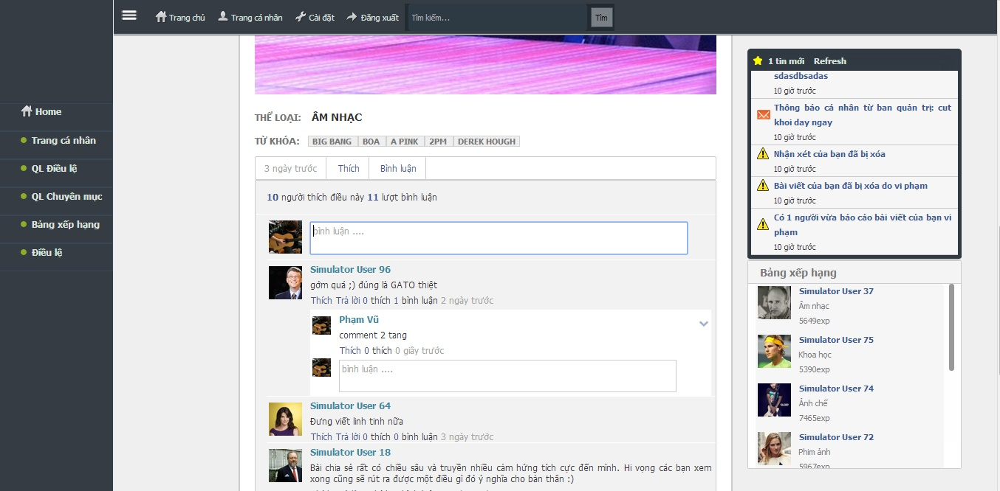 Trang chủ Trang cá nhân Cài đặt Đăng xuất Tìm kiếm... Tìm
Home
Trang cá nhân
QL Điều lệ
QL Chuyên mục
Bảng xếp hạng
Điều lệ
THỂ LOẠI: ÂM NHẠC
TỪ KHÓA: BIG BANG BOA A PINK 2PM DEREK HOUGH
3 ngày trước Thích Bình luận
10 người thích điều này 11 lượt bình luận
bình luận ....
Simulator User 96
gớm quá ;) đúng là GATO thiệt
Thích Trả lời 0 thích 1 bình luận 2 ngày trước
Phạm Vũ
comment 2 tang
Thích 0 thích 0 giây trước
bình luận ....
Simulator User 64
Đưng viết linh tinh nữa
Thích Trả lời 0 thích 0 bình luận 3 ngày trước
Simulator User 18
Bài chia sẻ rất có chiều sâu và truyền nhiều cảm hứng tích cực đến mình. Hi vọng các bạn xem
xong cũng sẽ rút ra được một điều gì đó ý nghĩa cho bản thân :)
1 tin mới Refresh
sdasdbsadas
10 giờ trước
Thông báo cá nhân từ ban quản trị: cut
khoi day ngay
10 giờ trước
Nhận xét của bạn đã bị xóa
10 giờ trước
Bài viết của bạn đã bị xóa do vi phạm
10 giờ trước
Có 1 người vừa báo cáo bài viết của bạn vi
phạm
10 giờ trước
Bảng xếp hạng
Simulator User 37
Âm nhạc
5649exp
Simulator User 75
Khoa học
5390exp
Simulator User 74
Ảnh chế
7465exp
Simulator User 72
Phim ảnh
5967exp